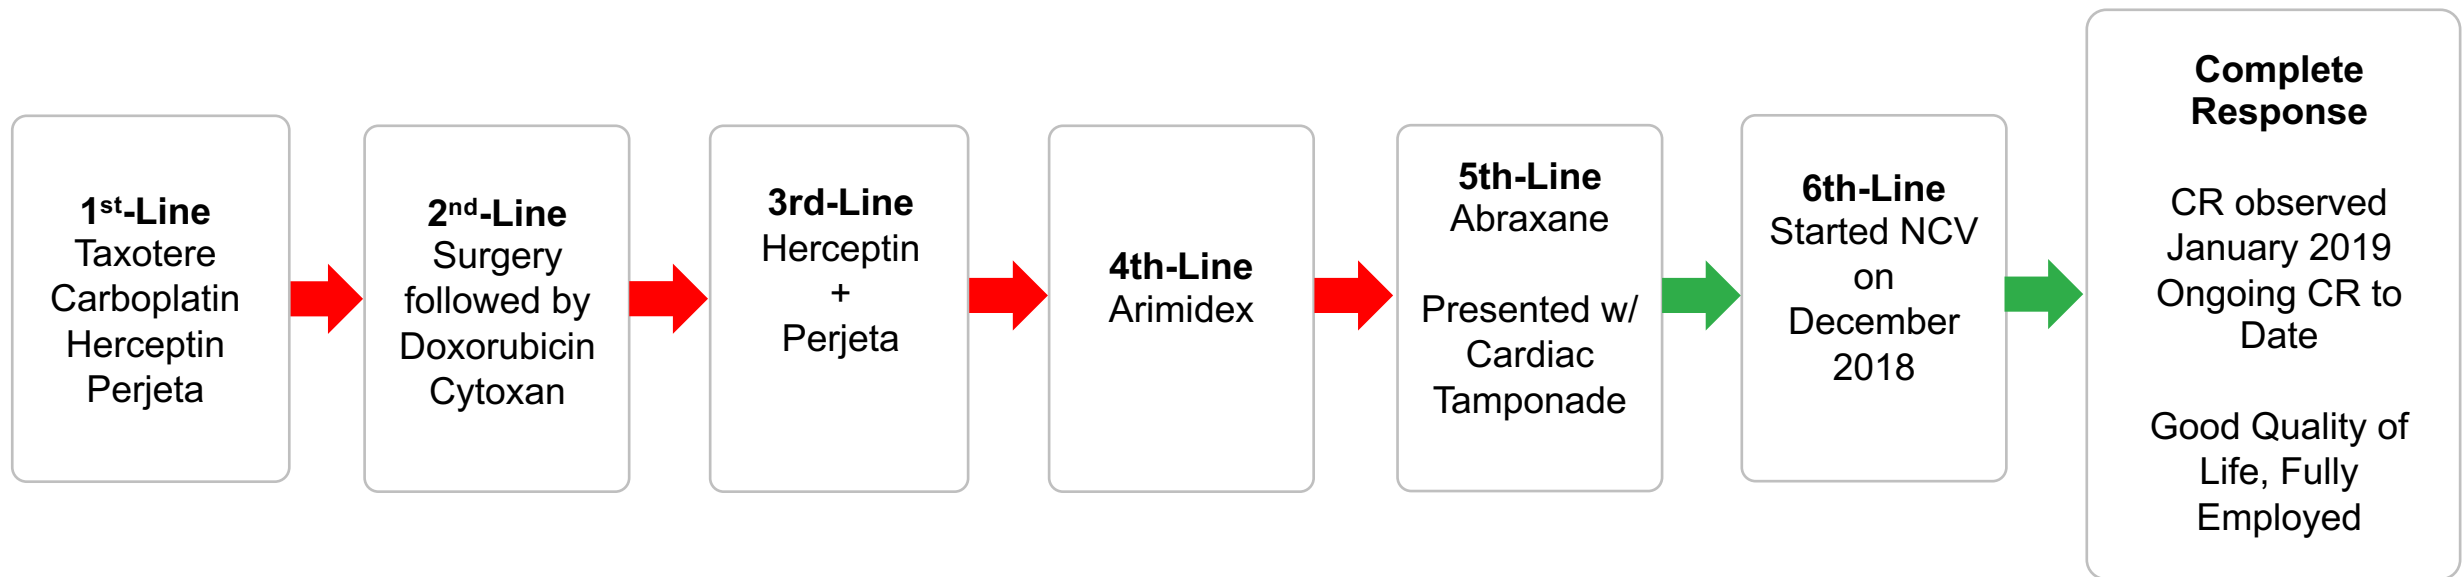 1st-Line
Taxotere
Carboplatin
Herceptin
Perjeta
2nd-Line
Surgery
followed by
Doxorubicin
Cytoxan
3rd-Line
Herceptin
+
Perjeta
4th-Line
Arimidex
5th-Line
Abraxane
Presented w/
Cardiac
Tamponade
6th-Line
Started NCV
on
December
2018
Complete
Response
CR observed
January 2019
Ongoing CR to
Date
Good Quality of
Life, Fully
Employed